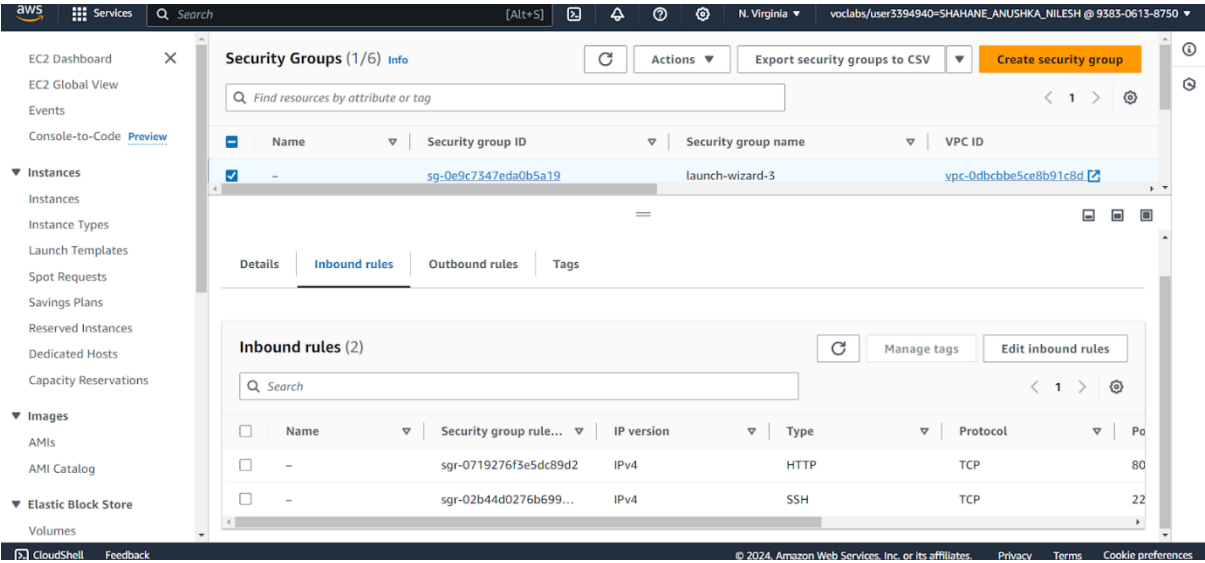 aws Services Search [Alt+S] N. Virginia voclabs/user3394940=SHAHANE_ANUSHKA_NILESH @ 9383-0613-8750
EC2 Dashboard
EC2 Global View
Events
Console-to-Code Preview
Instances
Instances
Instance Types
Launch Templates
Spot Requests
Savings Plans
Reserved Instances
Dedicated Hosts
Capacity Reservations
Images
AMIs
AMI Catalog
Elastic Block Store
Volumes
Security Groups (1/6) Info Actions Export security groups to CSV Create security group
Find resources by attribute or tag 1
Name Security group ID Security group name VPC ID
– sg-0e9c7347eda0b5a19 launch-wizard-3 vpc-0dbcbbe5ce8b91c8d
Details Inbound rules Outbound rules Tags
Inbound rules (2) Manage tags Edit inbound rules
Search 1
Name Security group rule... IP version Type Protocol Po
– sgr-0719276f3e5dc89d2 IPv4 HTTP TCP 80
– sgr-02b44d0276b699... IPv4 SSH TCP 22
CloudShell Feedback © 2024, Amazon Web Services, Inc. or its affiliates. Privacy Terms Cookie preferences